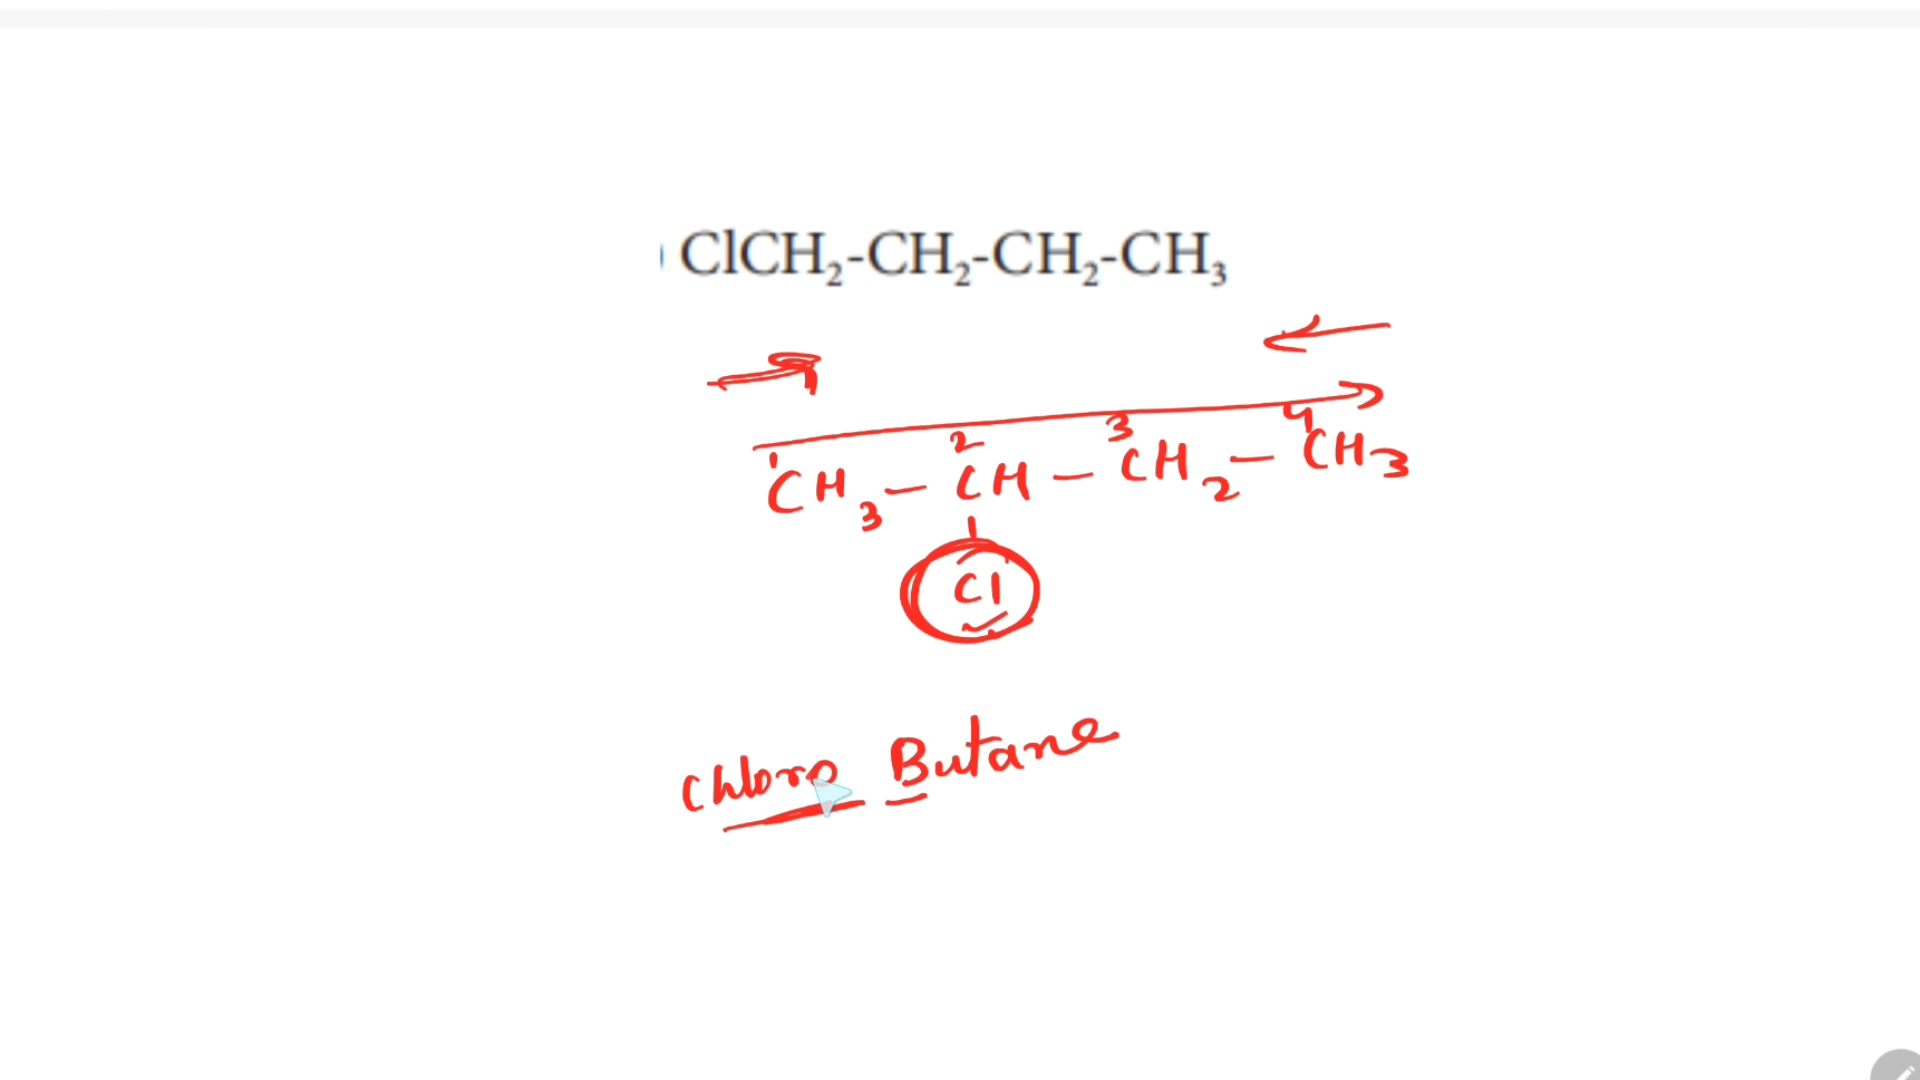 ClCH₂-CH₂-CH₂-CH₃
1 2 3 4
CH₃ – CH – CH₂ – CH₃
Cl
Chloro Butane